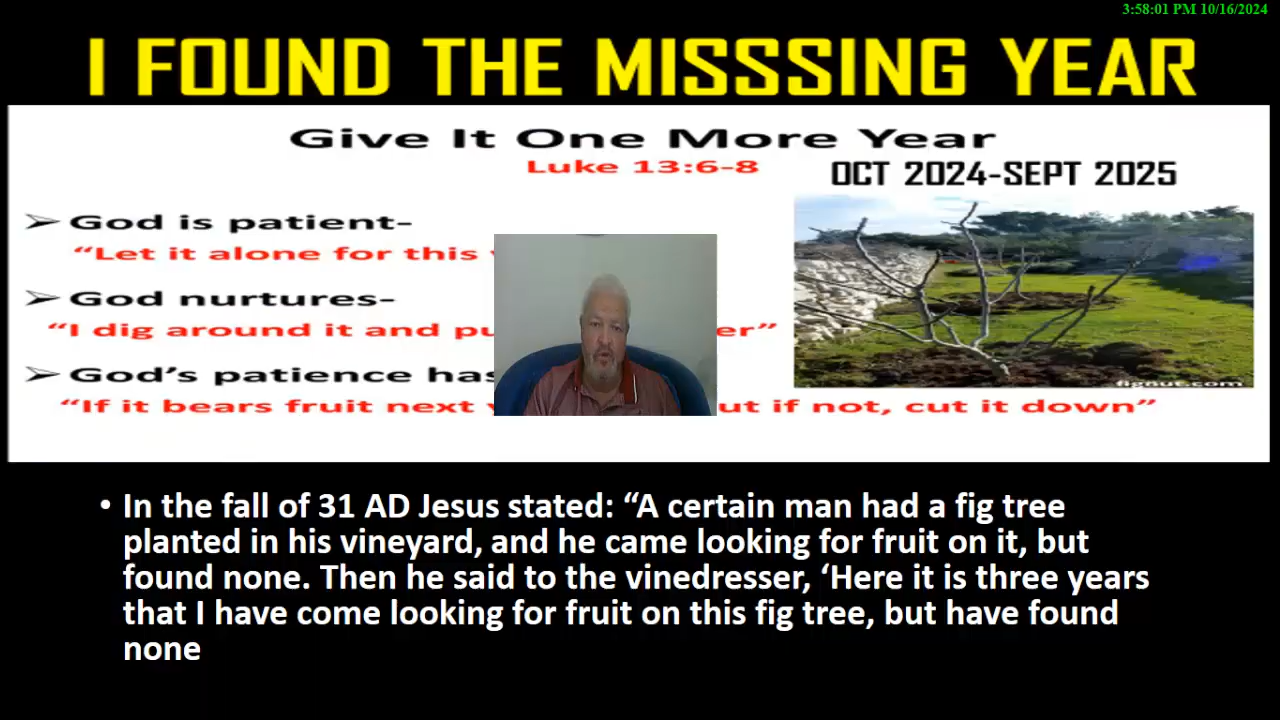 3:58:01 PM 10/16/2024
I FOUND THE MISSSING YEAR
Give It One More Year
Luke 13:6-8
OCT 2024-SEPT 2025
➢ God is patient-
“Let it alone for this
➢ God nurtures-
“I dig around it and pu er”
➢ God’s patience has
“If it bears fruit next ut if not, cut it down”
fignut.com
• In the fall of 31 AD Jesus stated: “A certain man had a fig tree
planted in his vineyard, and he came looking for fruit on it, but
found none. Then he said to the vinedresser, ‘Here it is three years
that I have come looking for fruit on this fig tree, but have found
none